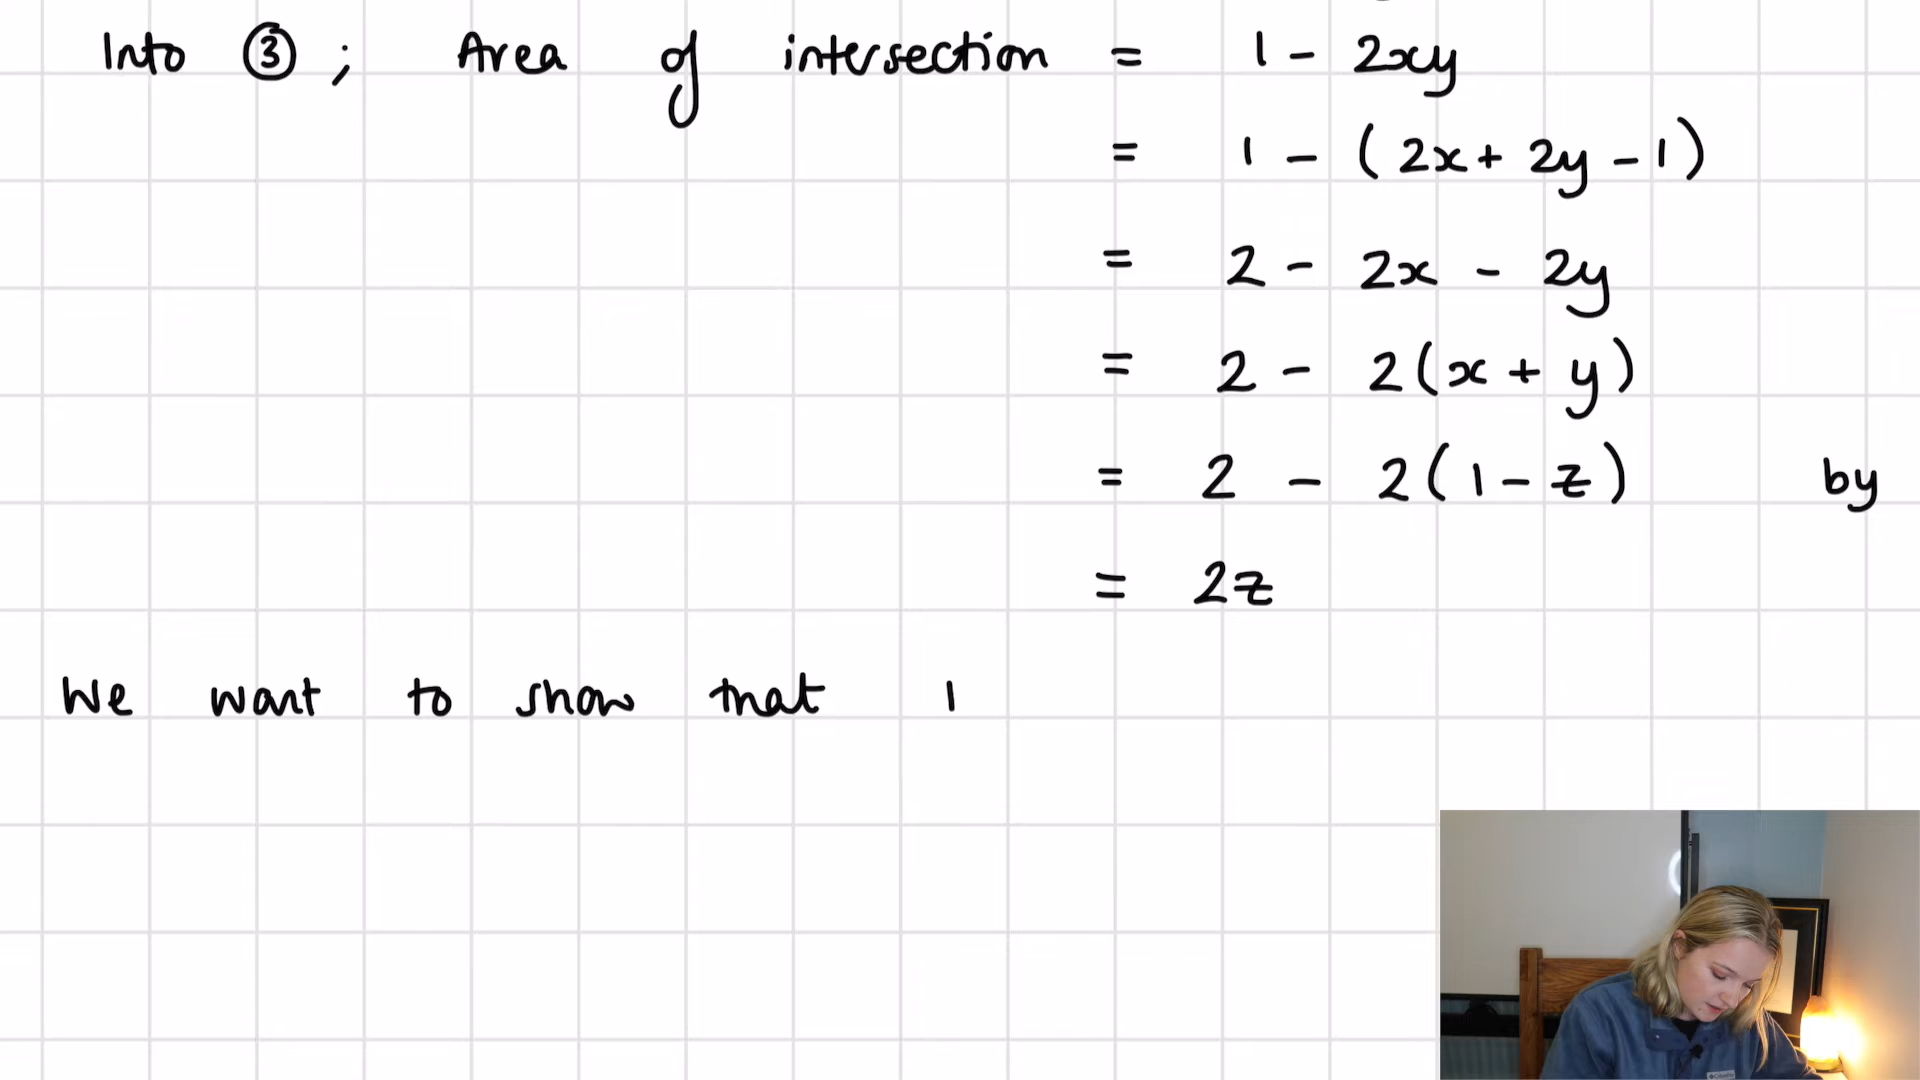 Into ③ ; Area of intersection = 1 - 2xy
= 1 - ( 2x + 2y - 1 )
= 2 - 2x - 2y
= 2 - 2(x + y)
= 2 - 2(1 - z) by
= 2z
We want to show that 1